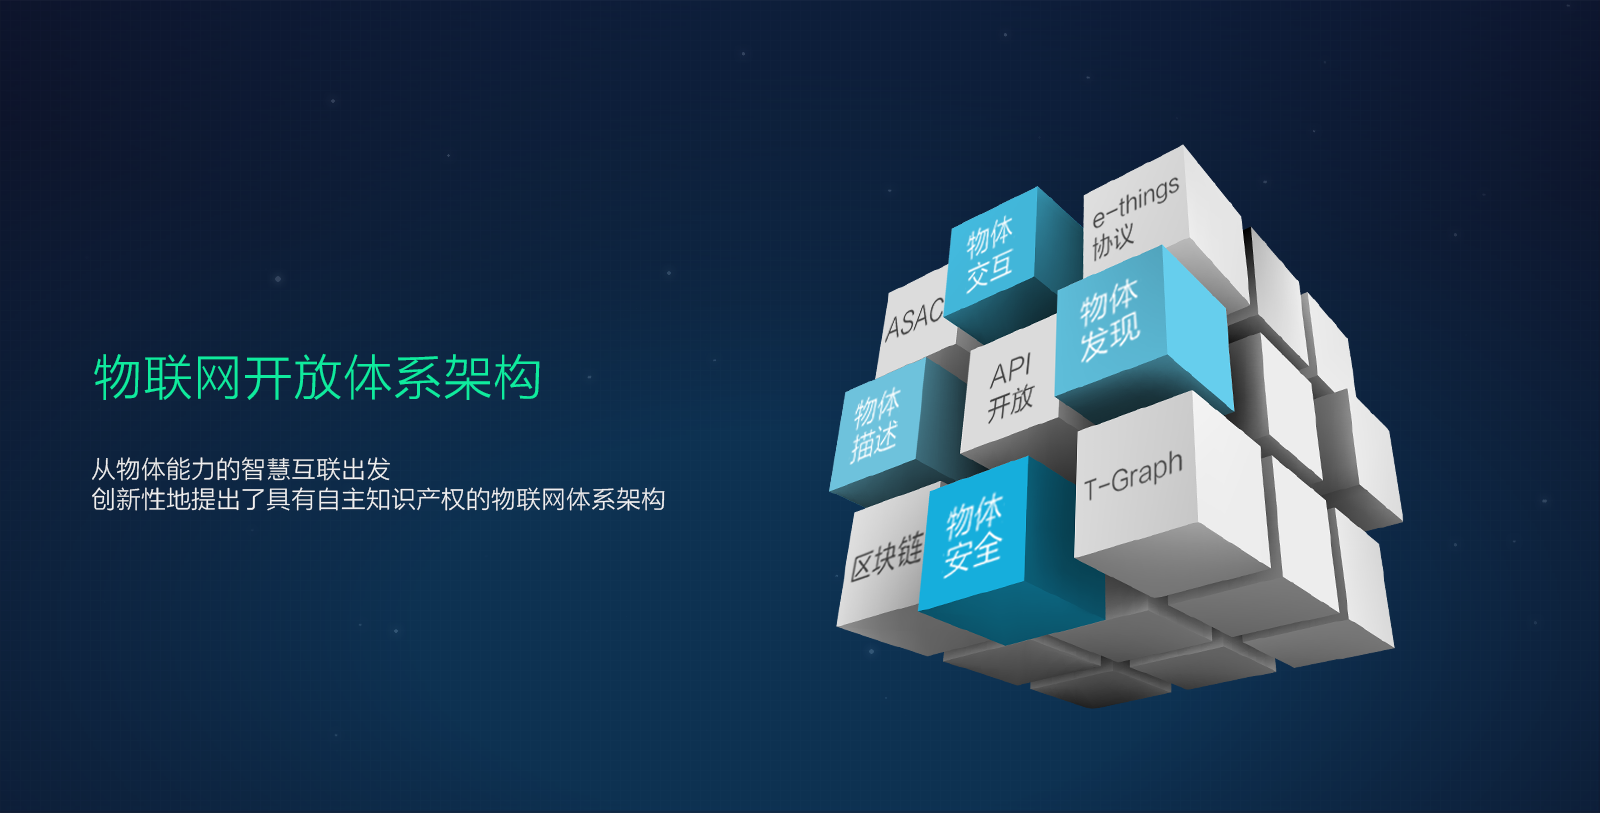 物联网开放体系架构
从物体能力的智慧互联出发
创新性地提出了具有自主知识产权的物联网体系架构
ASAC
物体
交互
e-things
协议
物体
描述
API
开放
物体
发现
区块链
物体
安全
T-Graph